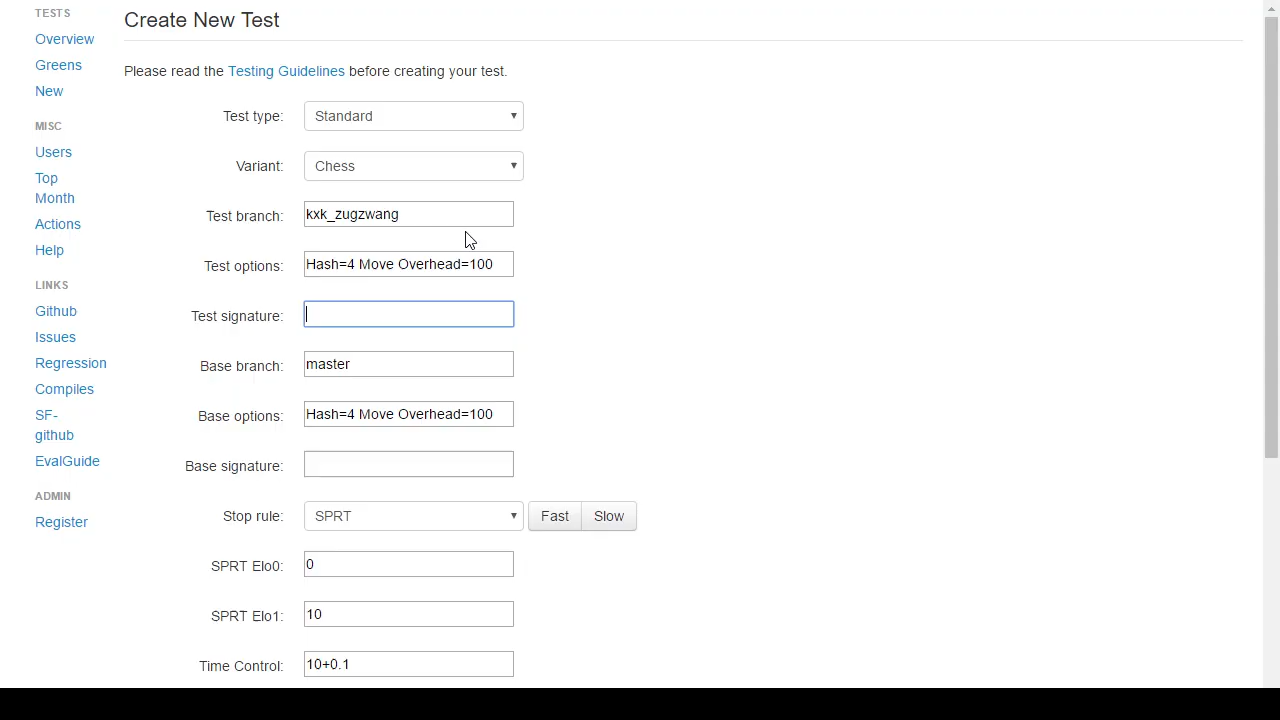 TESTS
Overview
Greens
New
MISC
Users
Top
Month
Actions
Help
LINKS
Github
Issues
Regression
Compiles
SF-
github
EvalGuide
ADMIN
Register
Create New Test
Please read the Testing Guidelines before creating your test.
Test type: Standard
Variant: Chess
Test branch: kxk_zugzwang
Test options: Hash=4 Move Overhead=100
Test signature:
Base branch: master
Base options: Hash=4 Move Overhead=100
Base signature:
Stop rule: SPRT Fast Slow
SPRT Elo0: 0
SPRT Elo1: 10
Time Control: 10+0.1